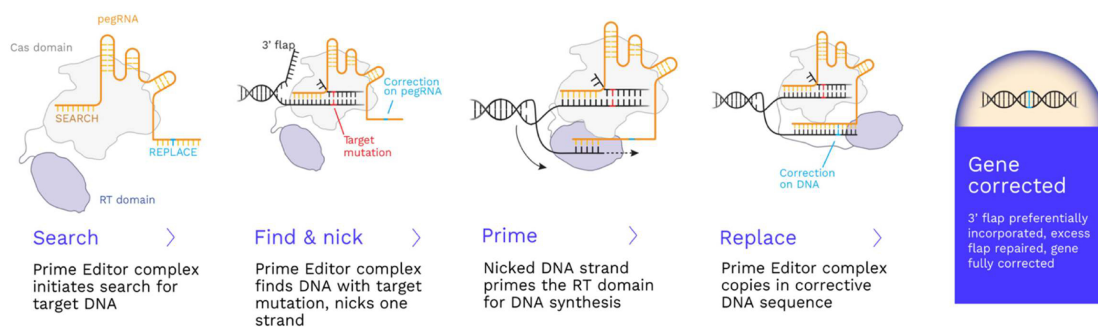 pegRNA
Cas domain
SEARCH
REPLACE
RT domain
Search
Prime Editor complex
initiates search for
target DNA
3’ flap
Correction
on pegRNA
Target
mutation
Find & nick
Prime Editor complex
finds DNA with target
mutation, nicks one
strand
Prime
Nicked DNA strand
primes the RT domain
for DNA synthesis
Correction
on DNA
Replace
Prime Editor complex
copies in corrective
DNA sequence
Gene
corrected
3’ flap preferentially
incorporated, excess
flap repaired, gene
fully corrected